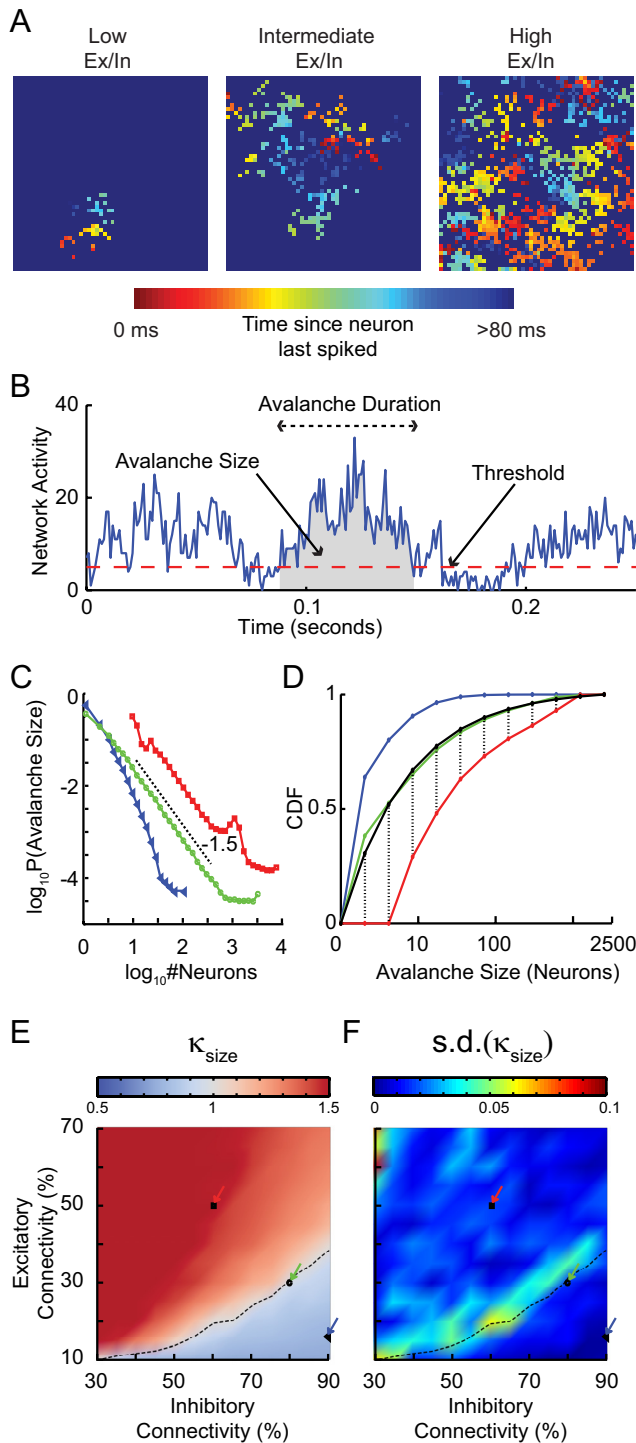 A
Low
Ex/In
Intermediate
Ex/In
High
Ex/In
0 ms
Time since neuron
last spiked
>80 ms
B
Network Activity
40
20
0
Avalanche Duration
Avalanche Size
Threshold
0
0.1
0.2
Time (seconds)
C
log10P(Avalanche Size)
0
-2
-4
-1.5
0
1
2
3
4
log10#Neurons
D
CDF
1
0.5
0
0
10
100
2500
Avalanche Size (Neurons)
E
κsize
0.5
1
1.5
Excitatory
Connectivity (%)
70
50
30
10
30
50
70
90
Inhibitory
Connectivity (%)
F
s.d.(κsize)
0
0.05
0.1
30
50
70
90
Inhibitory
Connectivity (%)